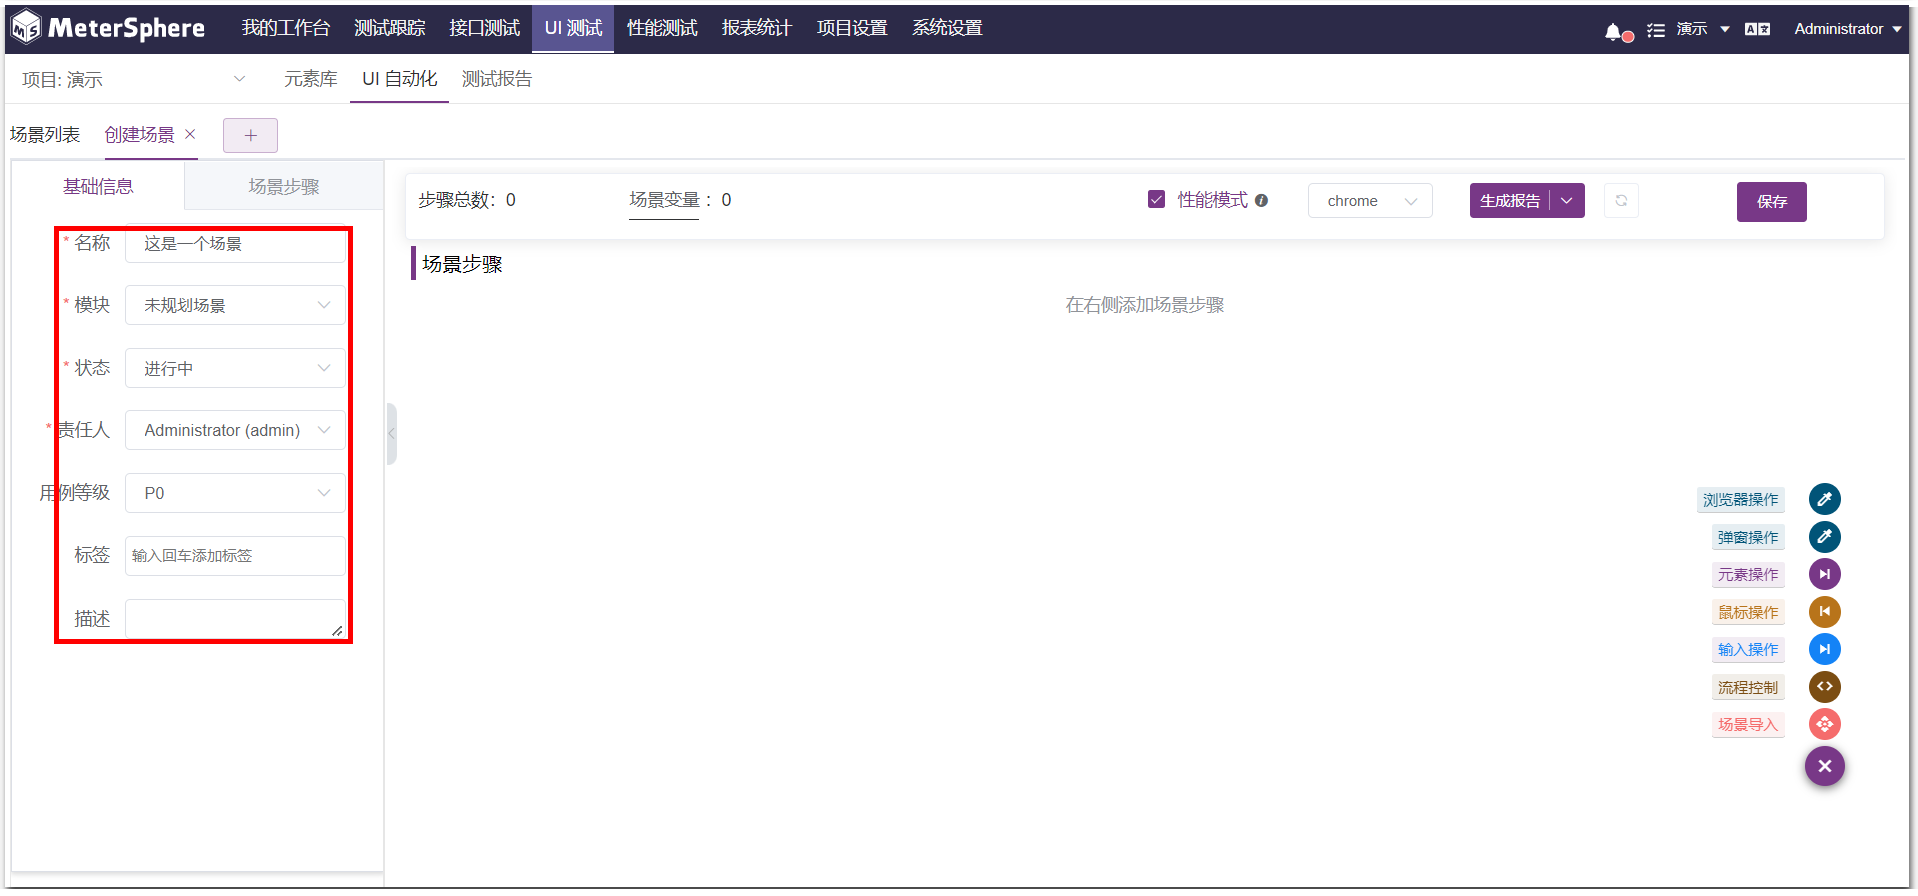 MeterSphere 我的工作台 测试跟踪 接口测试 UI 测试 性能测试 报表统计 项目设置 系统设置 演示 Administrator
项目: 演示 元素库 UI 自动化 测试报告
场景列表 创建场景 × +
基础信息 场景步骤
步骤总数: 0 场景变量 : 0 性能模式 chrome 生成报告 保存
* 名称 这是一个场景
场景步骤
* 模块 未规划场景
在右侧添加场景步骤
* 状态 进行中
* 责任人 Administrator (admin)
用例等级 P0
标签 输入回车添加标签
描述
浏览器操作
弹窗操作
元素操作
鼠标操作
输入操作
流程控制
场景导入